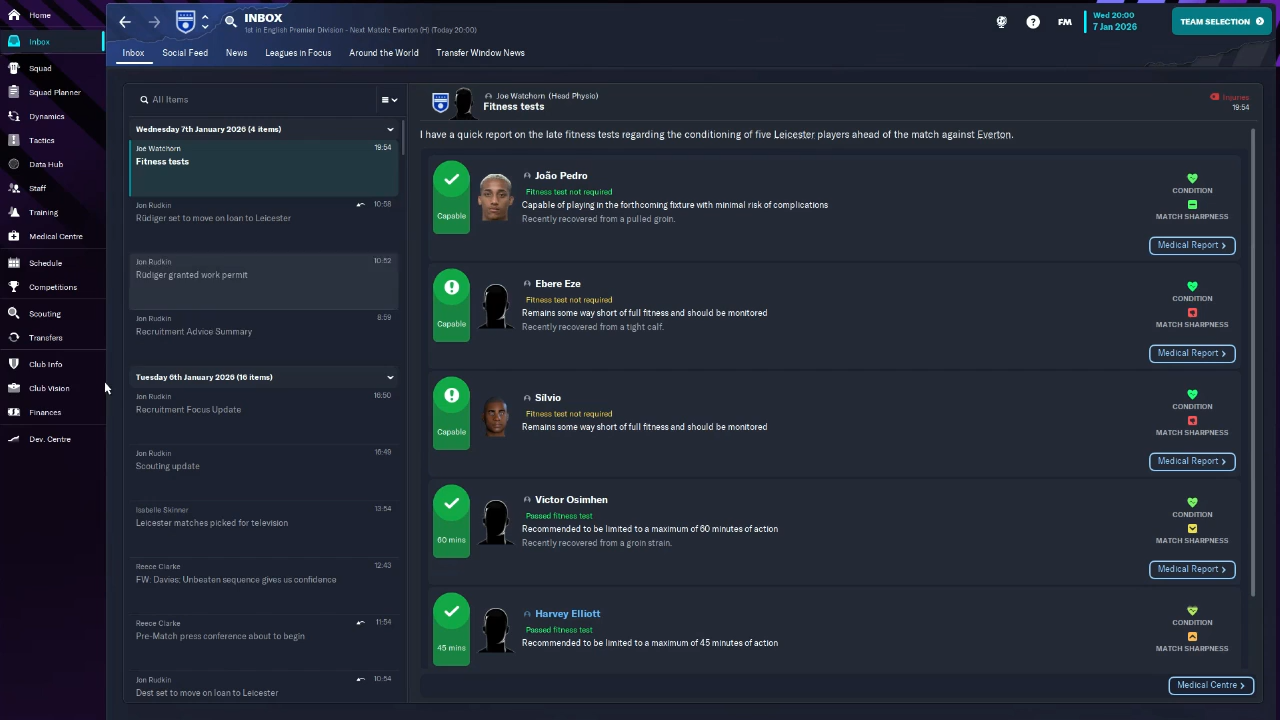 Home
Inbox
Squad
Squad Planner
Dynamics
Tactics
Data Hub
Staff
Training
Medical Centre
Schedule
Competitions
Scouting
Transfers
Club Info
Club Vision
Finances
Dev. Centre
INBOX
1st in English Premier Division - Next Match: Everton (H) (Today 20:00)
FM
Wed 20:00
7 Jan 2026
TEAM SELECTION
Inbox
Social Feed
News
Leagues in Focus
Around the World
Transfer Window News
All Items
Wednesday 7th January 2026 (4 items)
Joe Watchorn 19:54
Fitness tests
Jon Rudkin 10:58
Rüdiger set to move on loan to Leicester
Jon Rudkin 10:52
Rüdiger granted work permit
Jon Rudkin 8:59
Recruitment Advice Summary
Tuesday 6th January 2026 (16 items)
Jon Rudkin 16:50
Recruitment Focus Update
Jon Rudkin 16:49
Scouting update
Isabelle Skinner 13:54
Leicester matches picked for television
Reece Clarke 12:43
FW: Davies: Unbeaten sequence gives us confidence
Reece Clarke 11:54
Pre-Match press conference about to begin
Jon Rudkin 10:54
Dest set to move on loan to Leicester
Joe Watchorn (Head Physio)
Fitness tests
Injuries
19:54
I have a quick report on the late fitness tests regarding the conditioning of five Leicester players ahead of the match against Everton.
Capable
João Pedro
Fitness test not required
Capable of playing in the forthcoming fixture with minimal risk of complications
Recently recovered from a pulled groin.
CONDITION
MATCH SHARPNESS
Medical Report
Capable
Ebere Eze
Fitness test not required
Remains some way short of full fitness and should be monitored
Recently recovered from a tight calf.
CONDITION
MATCH SHARPNESS
Medical Report
Capable
Sílvio
Fitness test not required
Remains some way short of full fitness and should be monitored
CONDITION
MATCH SHARPNESS
Medical Report
60 mins
Victor Osimhen
Passed fitness test
Recommended to be limited to a maximum of 60 minutes of action
Recently recovered from a groin strain.
CONDITION
MATCH SHARPNESS
Medical Report
45 mins
Harvey Elliott
Passed fitness test
Recommended to be limited to a maximum of 45 minutes of action
CONDITION
MATCH SHARPNESS
Medical Centre